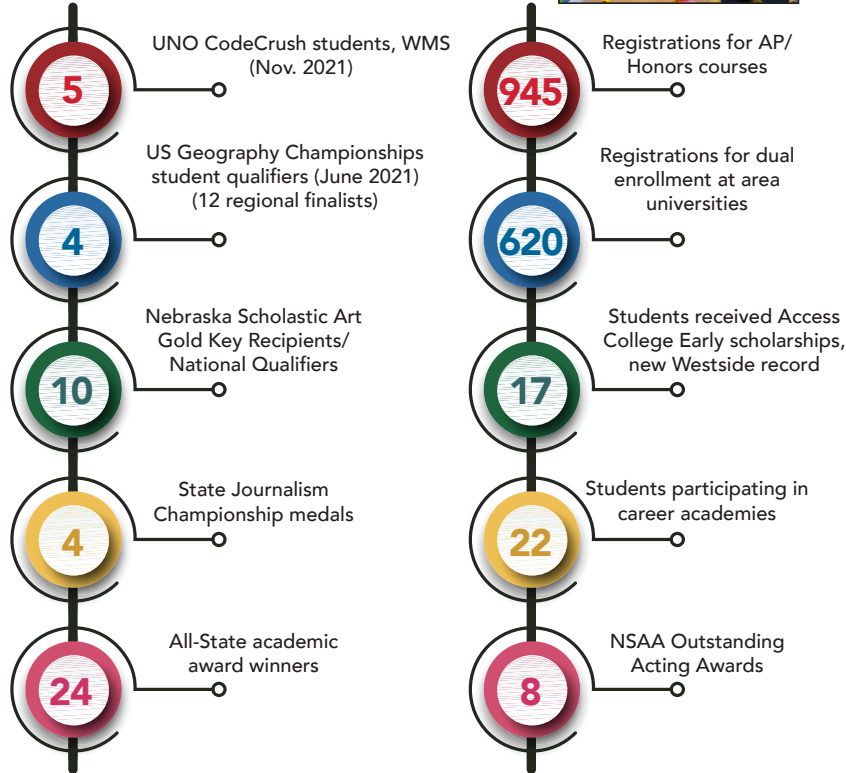 5
UNO CodeCrush students, WMS
(Nov. 2021)
4
US Geography Championships
student qualifiers (June 2021)
(12 regional finalists)
10
Nebraska Scholastic Art
Gold Key Recipients/
National Qualifiers
4
State Journalism
Championship medals
24
All-State academic
award winners
945
Registrations for AP/
Honors courses
620
Registrations for dual
enrollment at area
universities
17
Students received Access
College Early scholarships,
new Westside record
22
Students participating in
career academies
8
NSAA Outstanding
Acting Awards